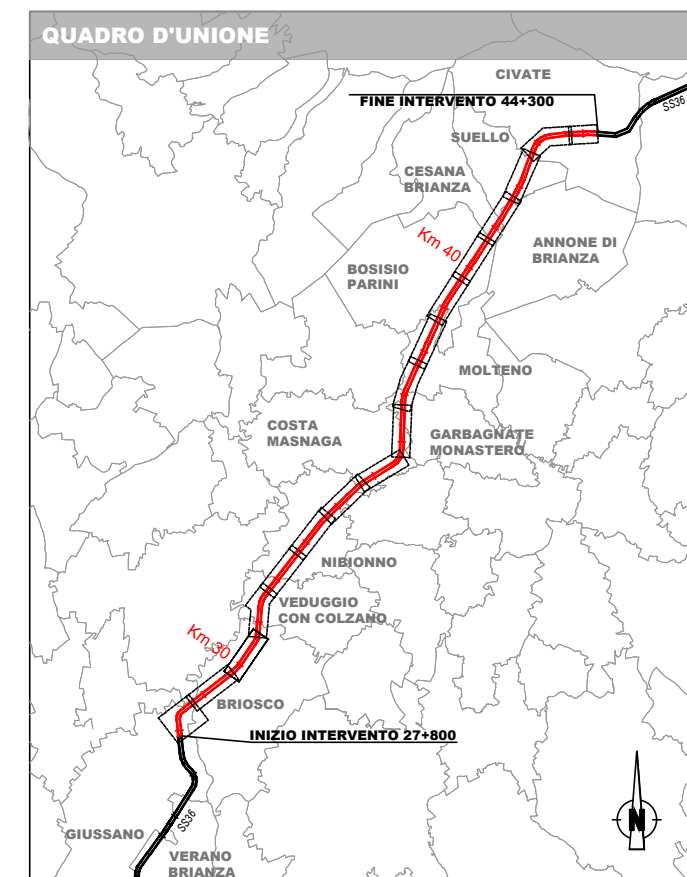 QUADRO D'UNIONE
CIVATE
FINE INTERVENTO 44+300
SS36
SUELLO
CESANA
BRIANZA
Km 40
ANNONE DI
BRIANZA
BOSISIO
PARINI
MOLTENO
COSTA
MASNAGA
GARBAGNATE
MONASTERO
NIBIONNO
VEDUGGIO
CON COLZANO
Km 30
BRIOSCO
INIZIO INTERVENTO 27+800
N
SS36
GIUSSANO
VERANO
BRIANZA